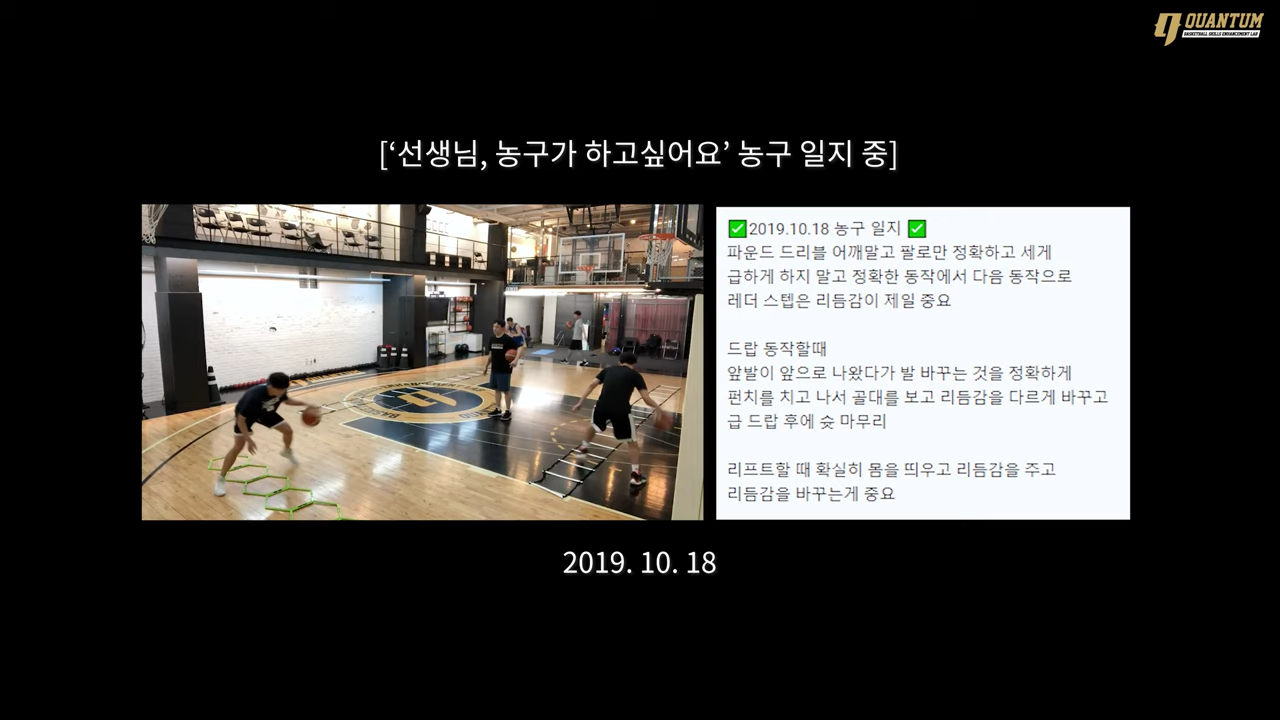 QUANTUM
BASKETBALL SKILLS ENHANCEMENT LAB
[‘선생님, 농구가 하고싶어요’ 농구 일지 중]
✅2019.10.18 농구 일지 ✅
파운드 드리블 어깨말고 팔로만 정확하고 세게
급하게 하지 말고 정확한 동작에서 다음 동작으로
레더 스텝은 리듬감이 제일 중요
드랍 동작할때
앞발이 앞으로 나왔다가 발 바꾸는 것을 정확하게
펀치를 치고 나서 골대를 보고 리듬감을 다르게 바꾸고
급 드랍 후에 슛 마무리
리프트할 때 확실히 몸을 띄우고 리듬감을 주고
리듬감을 바꾸는게 중요
2019. 10. 18